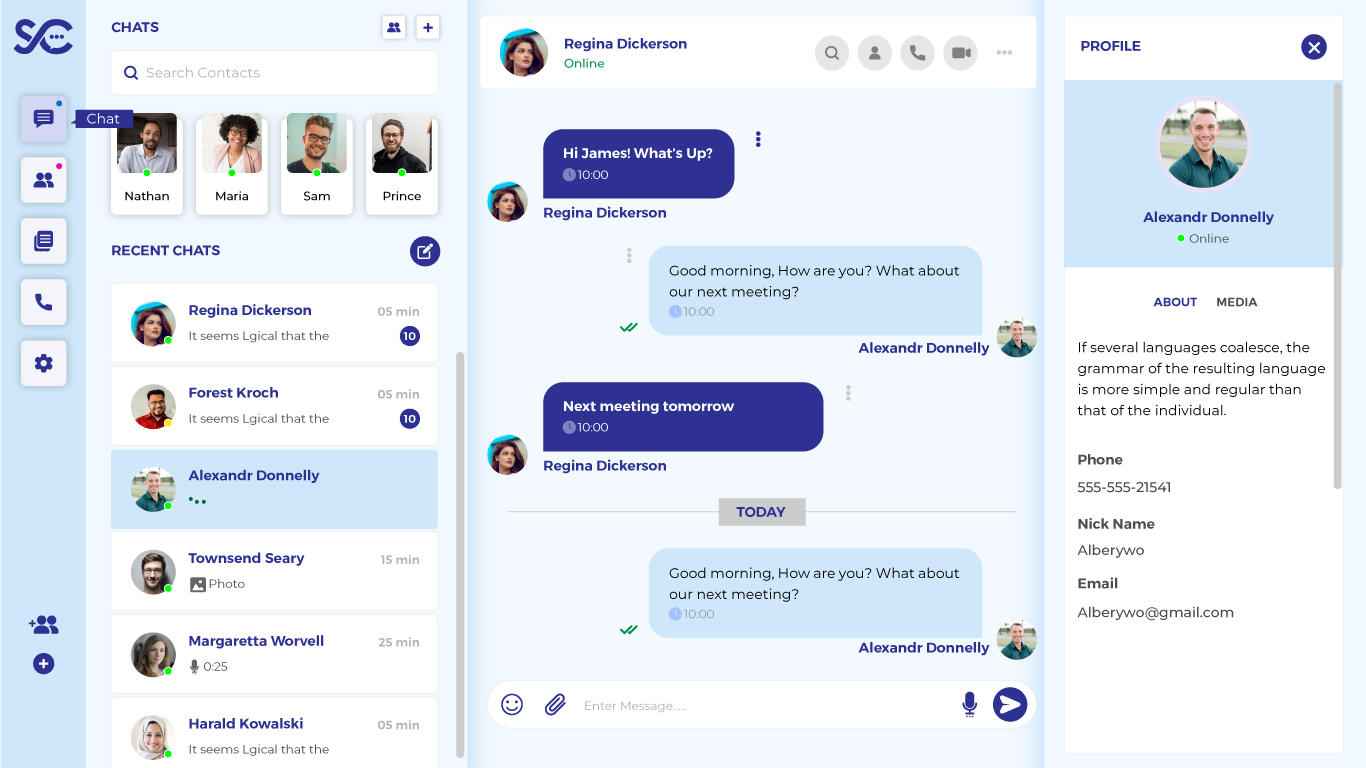 SC
Chat
CHATS
Search Contacts
Nathan
Maria
Sam
Prince
RECENT CHATS
Regina Dickerson
05 min
It seems Lgical that the
10
Forest Kroch
05 min
It seems Lgical that the
10
Alexandr Donnelly
Townsend Seary
15 min
Photo
Margaretta Worvell
25 min
0:25
Harald Kowalski
05 min
It seems Lgical that the
Regina Dickerson
Online
Hi James! What's Up?
10:00
Regina Dickerson
Good morning, How are you? What about
our next meeting?
10:00
Alexandr Donnelly
Next meeting tomorrow
10:00
Regina Dickerson
TODAY
Good morning, How are you? What about
our next meeting?
10:00
Alexandr Donnelly
Enter Message.....
PROFILE
Alexandr Donnelly
Online
ABOUT MEDIA
If several languages coalesce, the
grammar of the resulting language
is more simple and regular than
that of the individual.
Phone
555-555-21541
Nick Name
Alberywo
Email
Alberywo@gmail.com